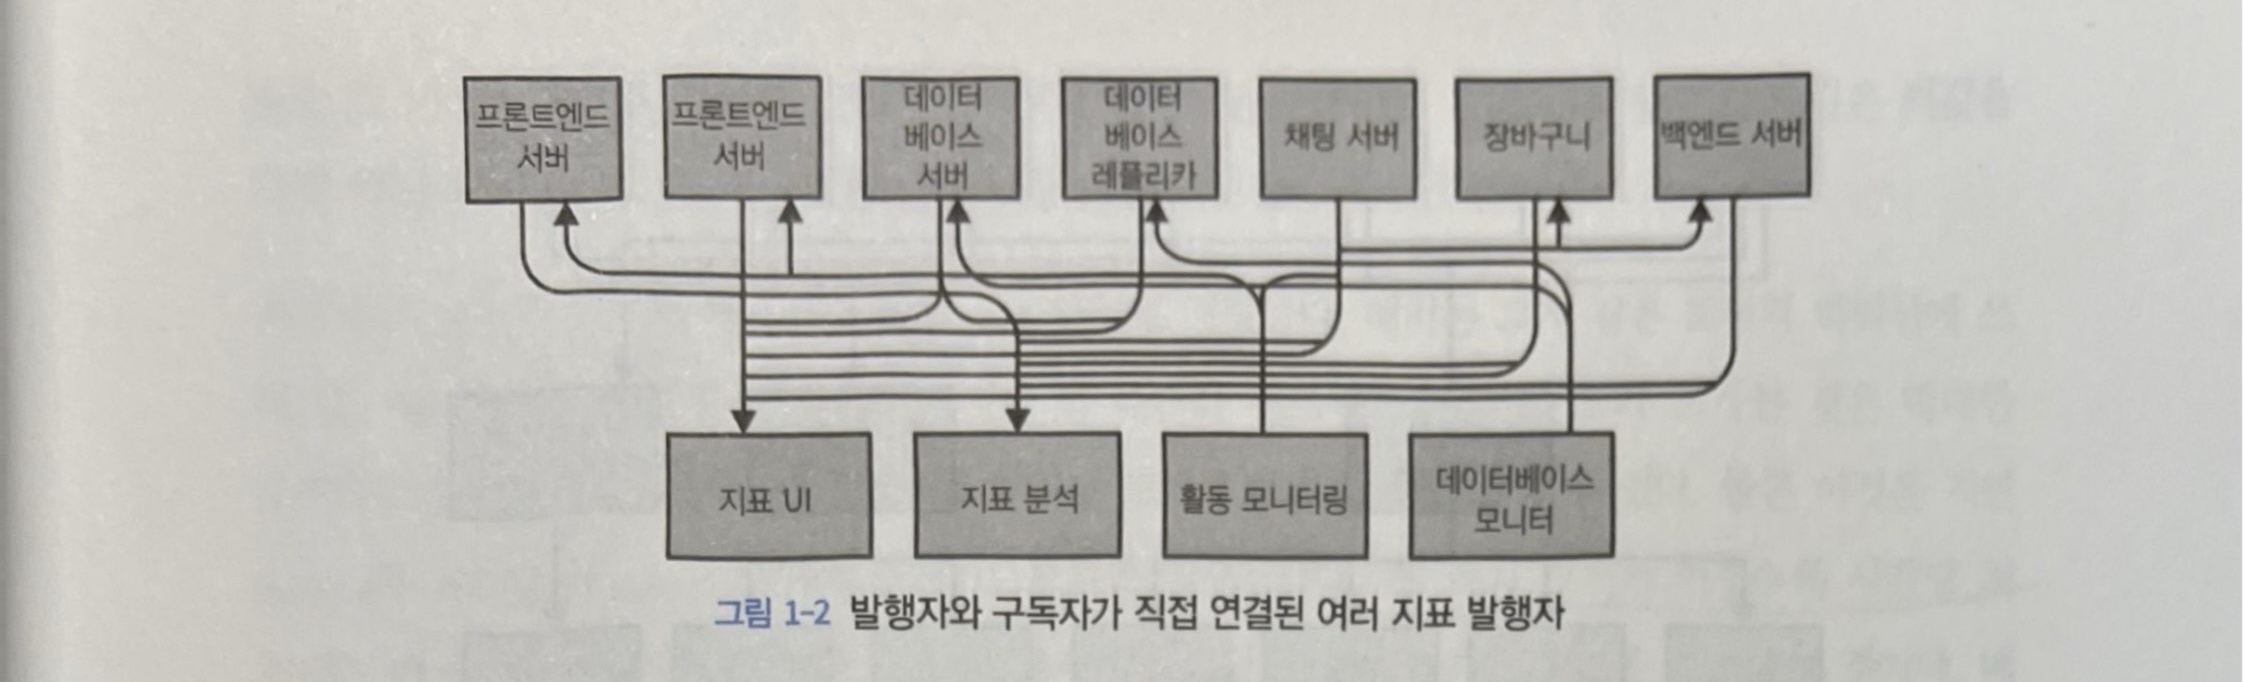 프론트엔드
서버
프론트엔드
서버
데이터
베이스
서버
데이터
베이스
레플리카
채팅 서버
장바구니
백엔드 서버
지표 UI
지표 분석
활동 모니터링
데이터베이스
모니터
그림 1-2 발행자와 구독자가 직접 연결된 여러 지표 발행자